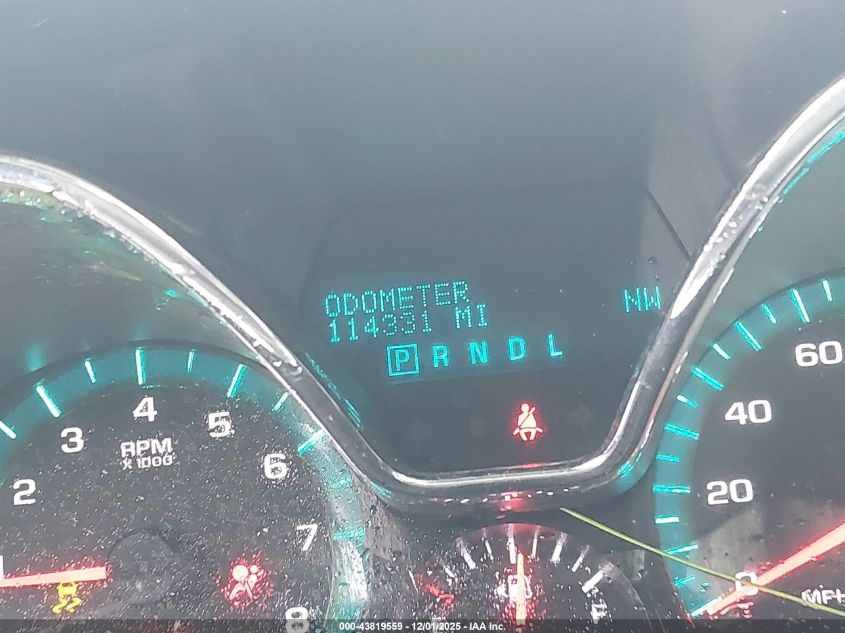 ODOMETER
114331 MI
NW
P R N D L
2
3
4
5
6
7
8
RPM
X 1000
20
40
60
0
MPH
F
000-43819559 - 12/01/2025 - IAA Inc.